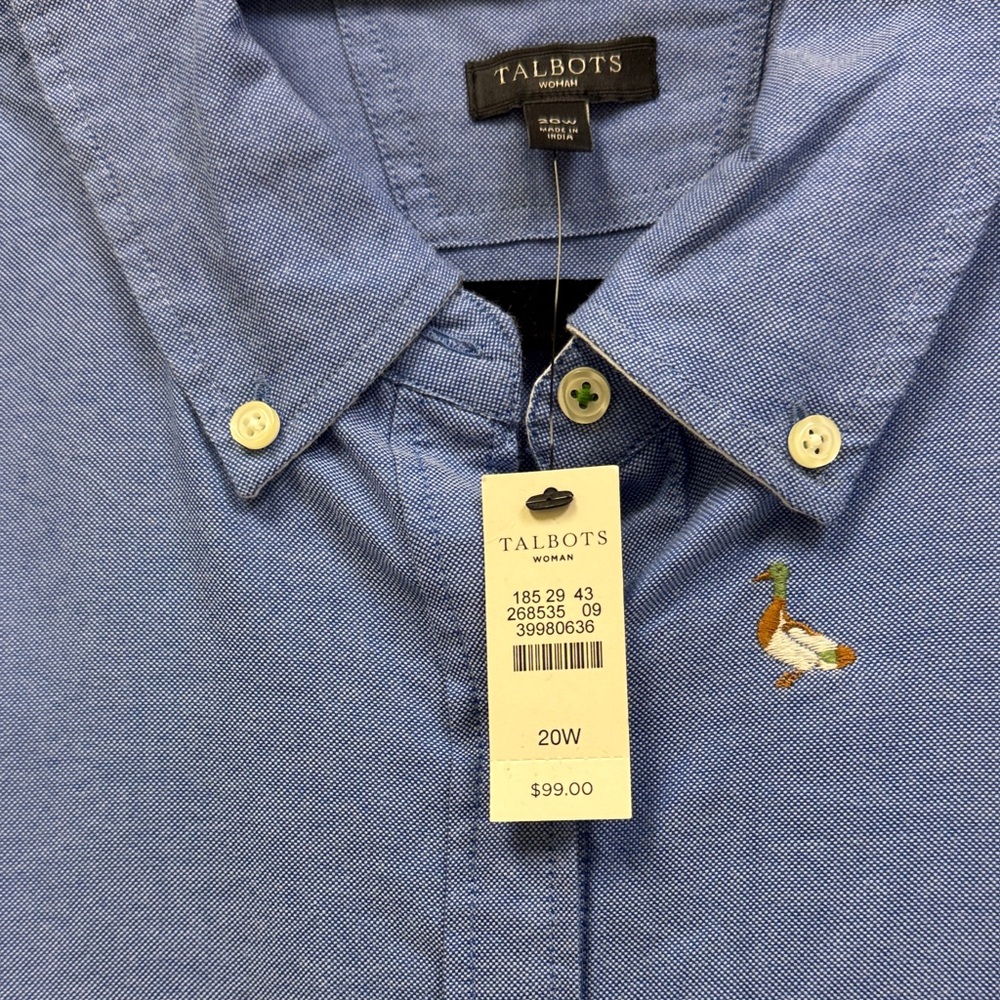 TALBOTS
WOMAN
20W
MADE IN
INDIA
TALBOTS
WOMAN
185 29 43
268535 09
39980636
20W
$99.00